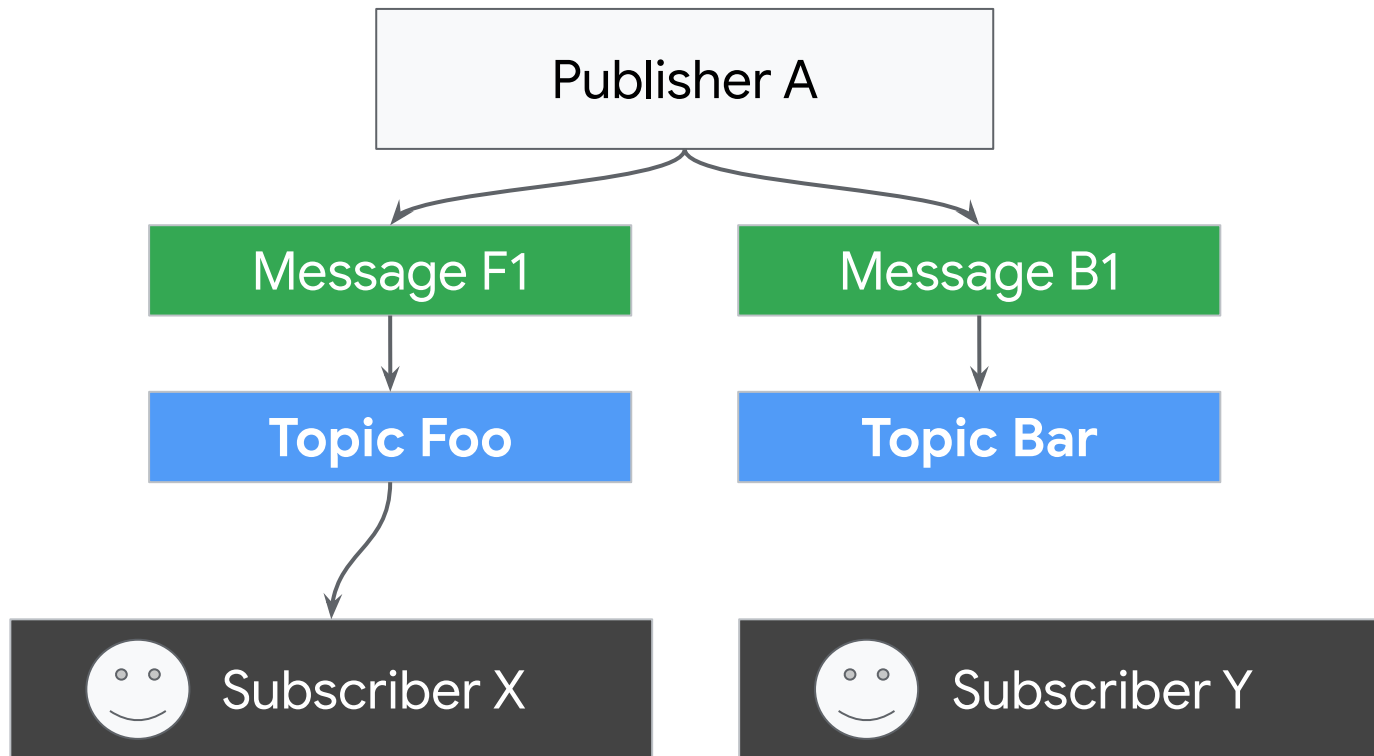 Publisher A
Message F1
Message B1
Topic Foo
Topic Bar
Subscriber X
Subscriber Y